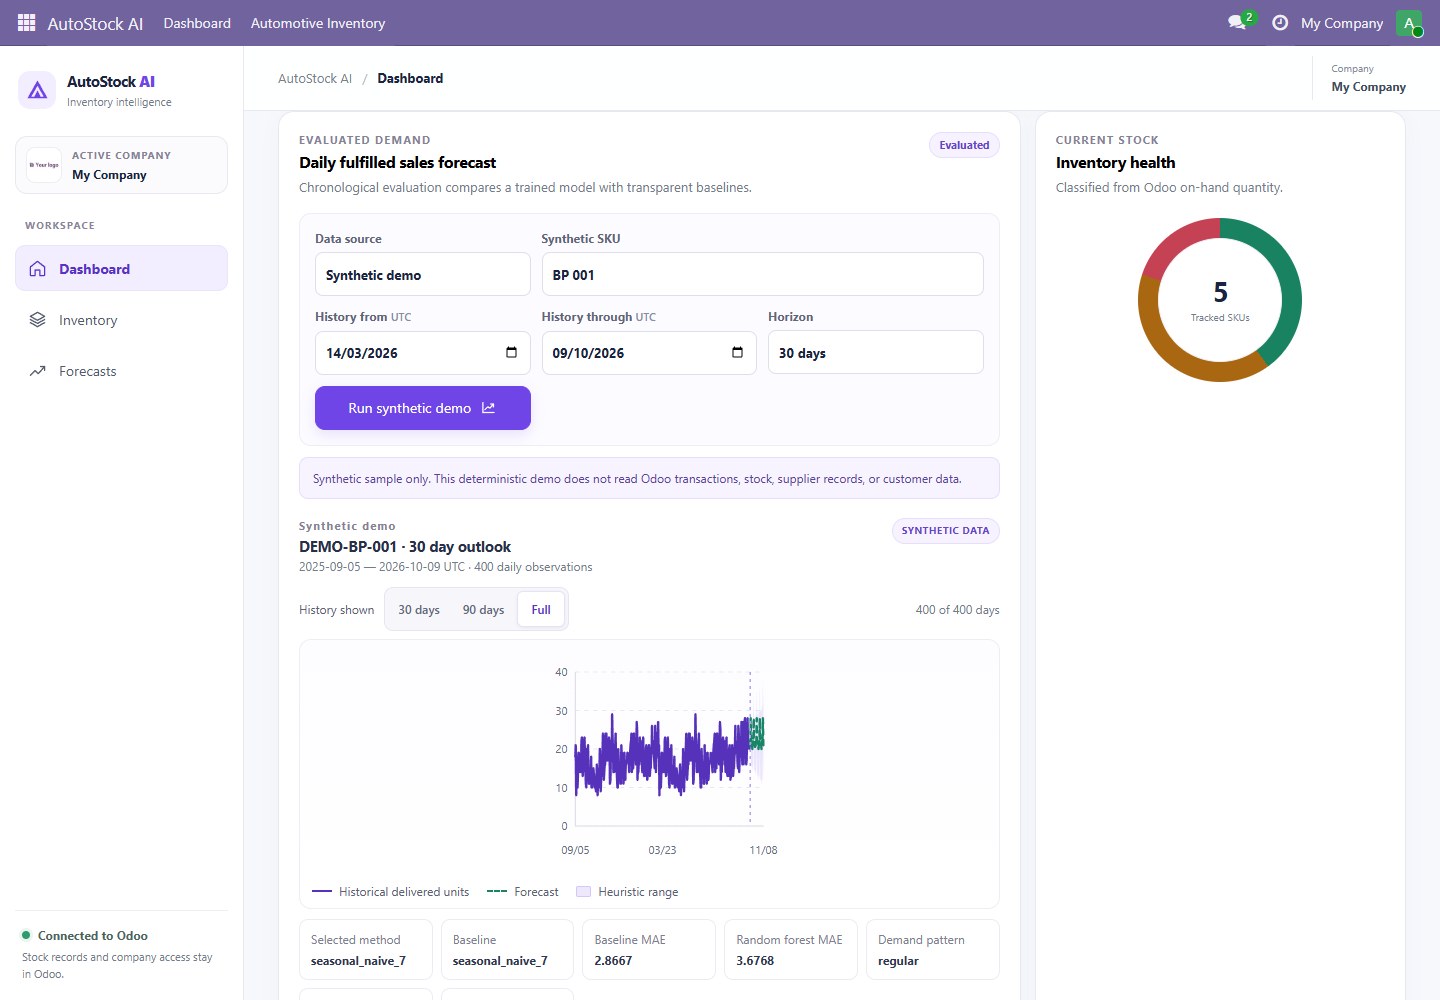 AutoStock AI Dashboard Automotive Inventory 2 My Company A
AutoStock AI
Inventory intelligence
Your logo
ACTIVE COMPANY
My Company
WORKSPACE
Dashboard
Inventory
Forecasts
Connected to Odoo
Stock records and company access stay
in Odoo.
AutoStock AI / Dashboard
Company
My Company
EVALUATED DEMAND
Evaluated
Daily fulfilled sales forecast
Chronological evaluation compares a trained model with transparent baselines.
Data source Synthetic SKU
Synthetic demo BP 001
History from UTC History through UTC Horizon
14/03/2026 09/10/2026 30 days
Run synthetic demo
Synthetic sample only. This deterministic demo does not read Odoo transactions, stock, supplier records, or customer data.
Synthetic demo
SYNTHETIC DATA
DEMO-BP-001 · 30 day outlook
2025-09-05 — 2026-10-09 UTC · 400 daily observations
History shown 30 days 90 days Full 400 of 400 days
40
30
20
10
0
09/05 03/23 11/08
Historical delivered units Forecast Heuristic range
Selected method Baseline Baseline MAE Random forest MAE Demand pattern
seasonal_naive_7 seasonal_naive_7 2.8667 3.6768 regular
CURRENT STOCK
Inventory health
Classified from Odoo on-hand quantity.
5
Tracked SKUs